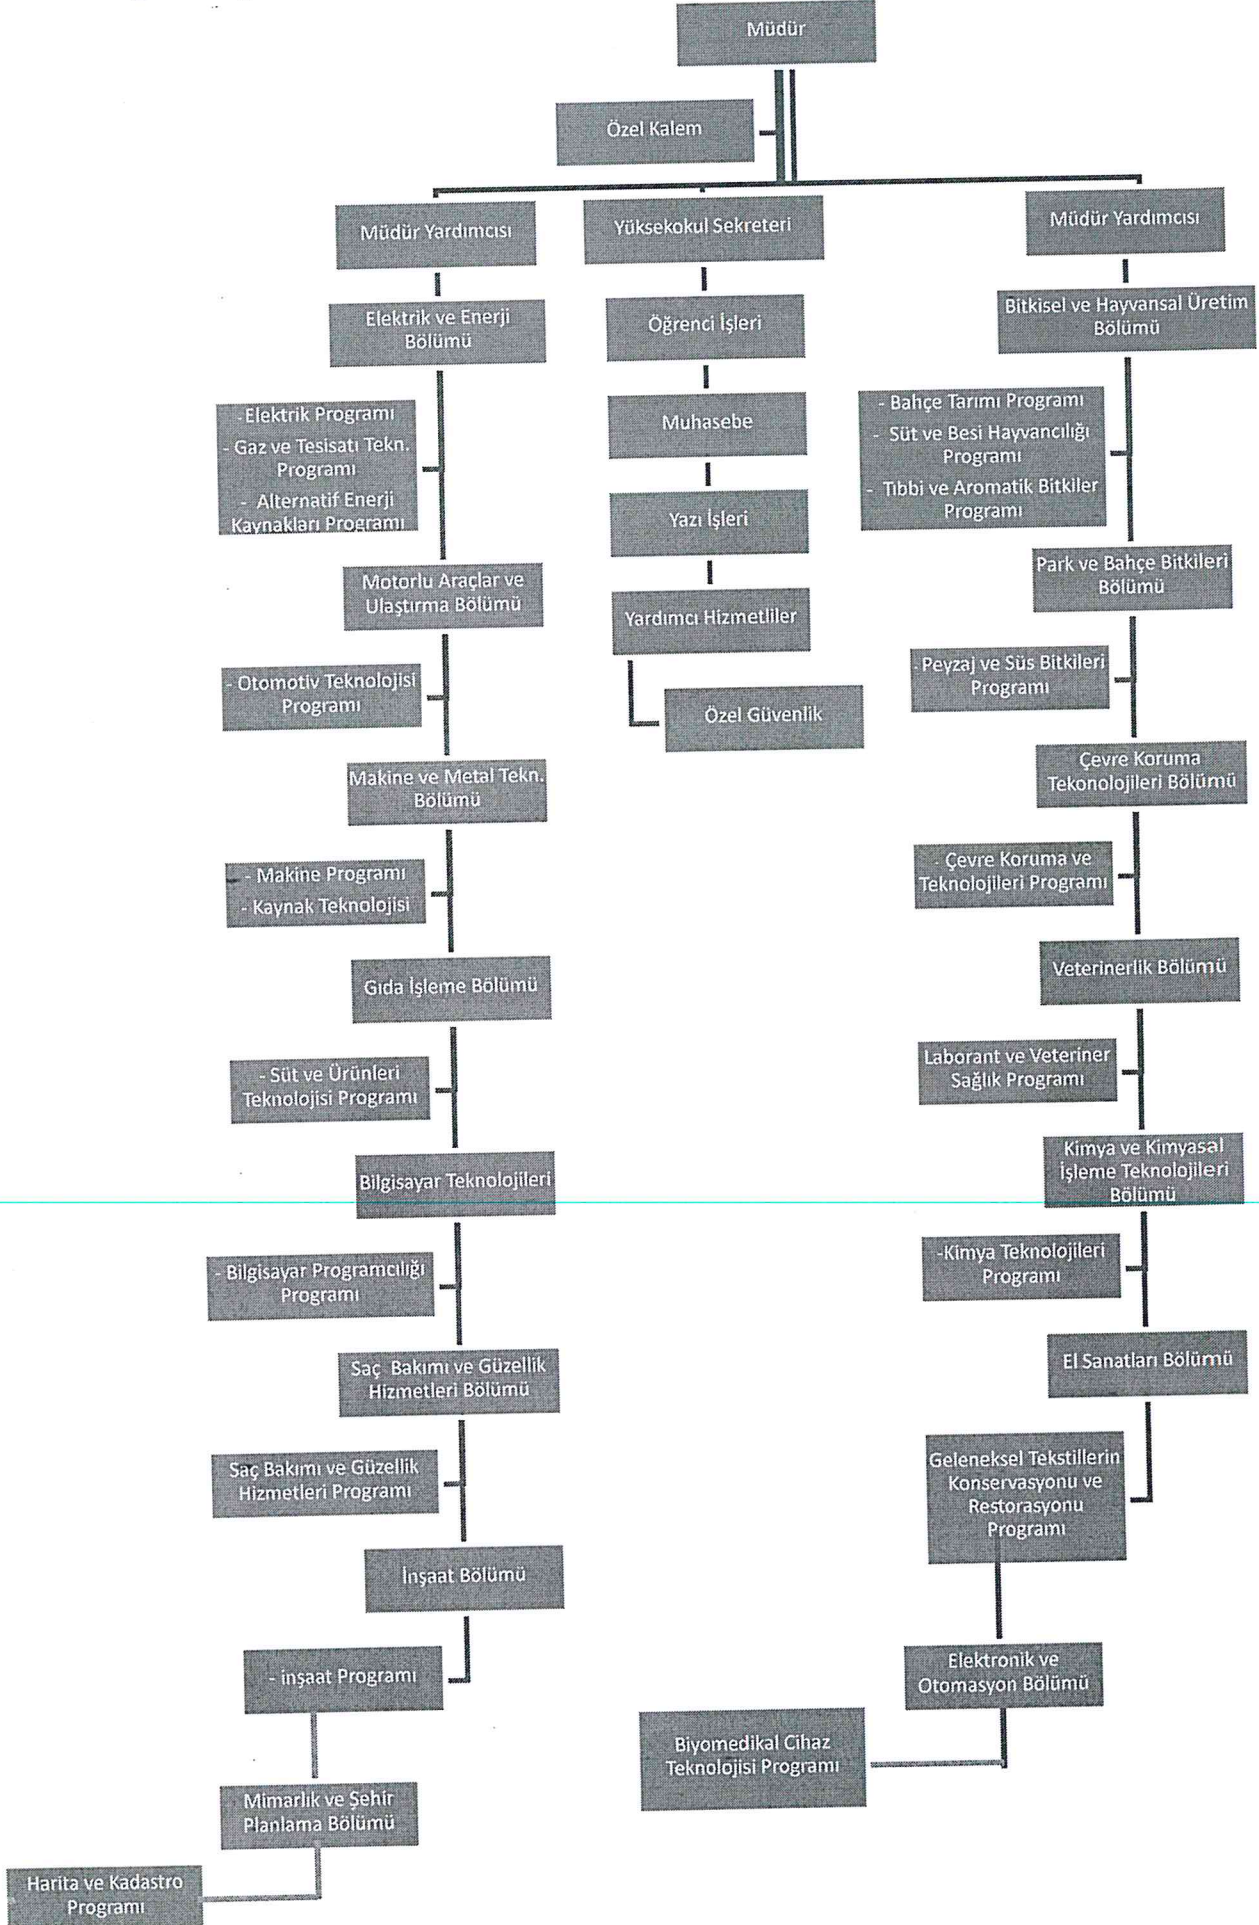 Müdür
Özel Kalem
Müdür Yardımcısı
Elektrik ve Enerji
Bölümü
-Elektrik Programı
- Gaz ve Tesisatı Tekn.
Programı
- Alternatif Enerji
Kaynakları Programı
Motorlu Araçlar ve
Ulaştırma Bölümü
- Otomotiv Teknolojisi
Programı
Makine ve Metal Tekn.
Bölümü
- Makine Programı
- Kaynak Teknolojisi
Gıda İşleme Bölümü
- Süt ve Ürünleri
Teknolojisi Programı
Bilgisayar Teknolojileri
- Bilgisayar Programcılığı
Programı
Saç Bakımı ve Güzellik
Hizmetleri Bölümü
Saç Bakımı ve Güzellik
Hizmetleri Programı
İnşaat Bölümü
- inşaat Programı
Mimarlık ve Şehir
Planlama Bölümü
Harita ve Kadastro
Programı
Yüksekokul Sekreteri
Öğrenci İşleri
Muhasebe
Yazı İşleri
Yardımcı Hizmetliler
Özel Güvenlik
Müdür Yardımcısı
Bitkisel ve Hayvansal Üretim
Bölümü
- Bahçe Tarımı Programı
- Süt ve Besi Hayvancılığı
Programı
- Tıbbi ve Aromatik Bitkiler
Programı
Park ve Bahçe Bitkileri
Bölümü
- Peyzaj ve Süs Bitkileri
Programı
Çevre Koruma
Tekonolojileri Bölümü
- Çevre Koruma ve
Teknolojileri Programı
Veterinerlik Bölümü
Laborant ve Veteriner
Sağlık Programı
Kimya ve Kimyasal
İşleme Teknolojileri
Bölümü
-Kimya Teknolojileri
Programı
El Sanatları Bölümü
Geleneksel Tekstillerin
Konservasyonu ve
Restorasyonu
Programı
Elektronik ve
Otomasyon Bölümü
Biyomedikal Cihaz
Teknolojisi Programı